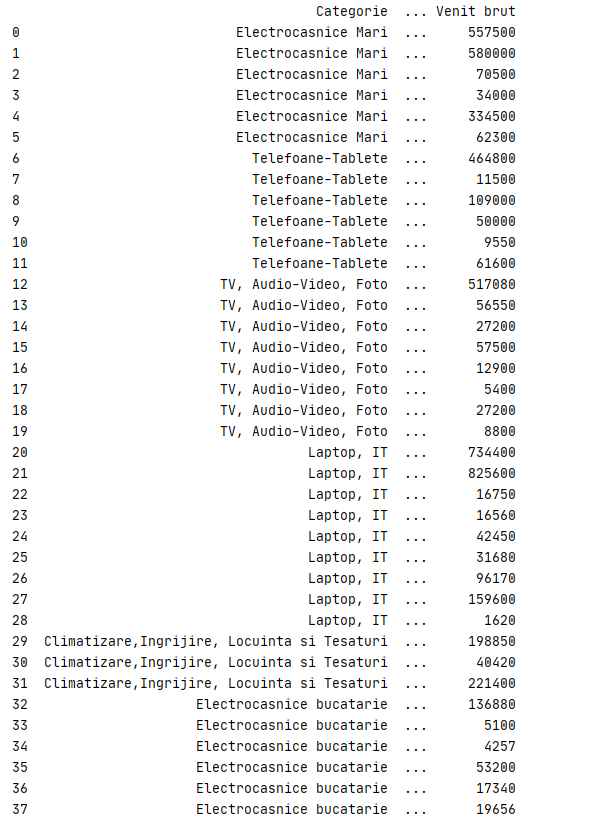 Categorie ... Venit brut
0 Electrocasnice Mari ... 557500
1 Electrocasnice Mari ... 580000
2 Electrocasnice Mari ... 70500
3 Electrocasnice Mari ... 34000
4 Electrocasnice Mari ... 334500
5 Electrocasnice Mari ... 62300
6 Telefoane-Tablete ... 464800
7 Telefoane-Tablete ... 11500
8 Telefoane-Tablete ... 109000
9 Telefoane-Tablete ... 50000
10 Telefoane-Tablete ... 9550
11 Telefoane-Tablete ... 61600
12 TV, Audio-Video, Foto ... 517080
13 TV, Audio-Video, Foto ... 56550
14 TV, Audio-Video, Foto ... 27200
15 TV, Audio-Video, Foto ... 57500
16 TV, Audio-Video, Foto ... 12900
17 TV, Audio-Video, Foto ... 5400
18 TV, Audio-Video, Foto ... 27200
19 TV, Audio-Video, Foto ... 8800
20 Laptop, IT ... 734400
21 Laptop, IT ... 825600
22 Laptop, IT ... 16750
23 Laptop, IT ... 16560
24 Laptop, IT ... 42450
25 Laptop, IT ... 31680
26 Laptop, IT ... 96170
27 Laptop, IT ... 159600
28 Laptop, IT ... 1620
29 Climatizare,Ingrijire, Locuinta si Tesaturi ... 198850
30 Climatizare,Ingrijire, Locuinta si Tesaturi ... 40420
31 Climatizare,Ingrijire, Locuinta si Tesaturi ... 221400
32 Electrocasnice bucatarie ... 136880
33 Electrocasnice bucatarie ... 5100
34 Electrocasnice bucatarie ... 4257
35 Electrocasnice bucatarie ... 53200
36 Electrocasnice bucatarie ... 17340
37 Electrocasnice bucatarie ... 19656